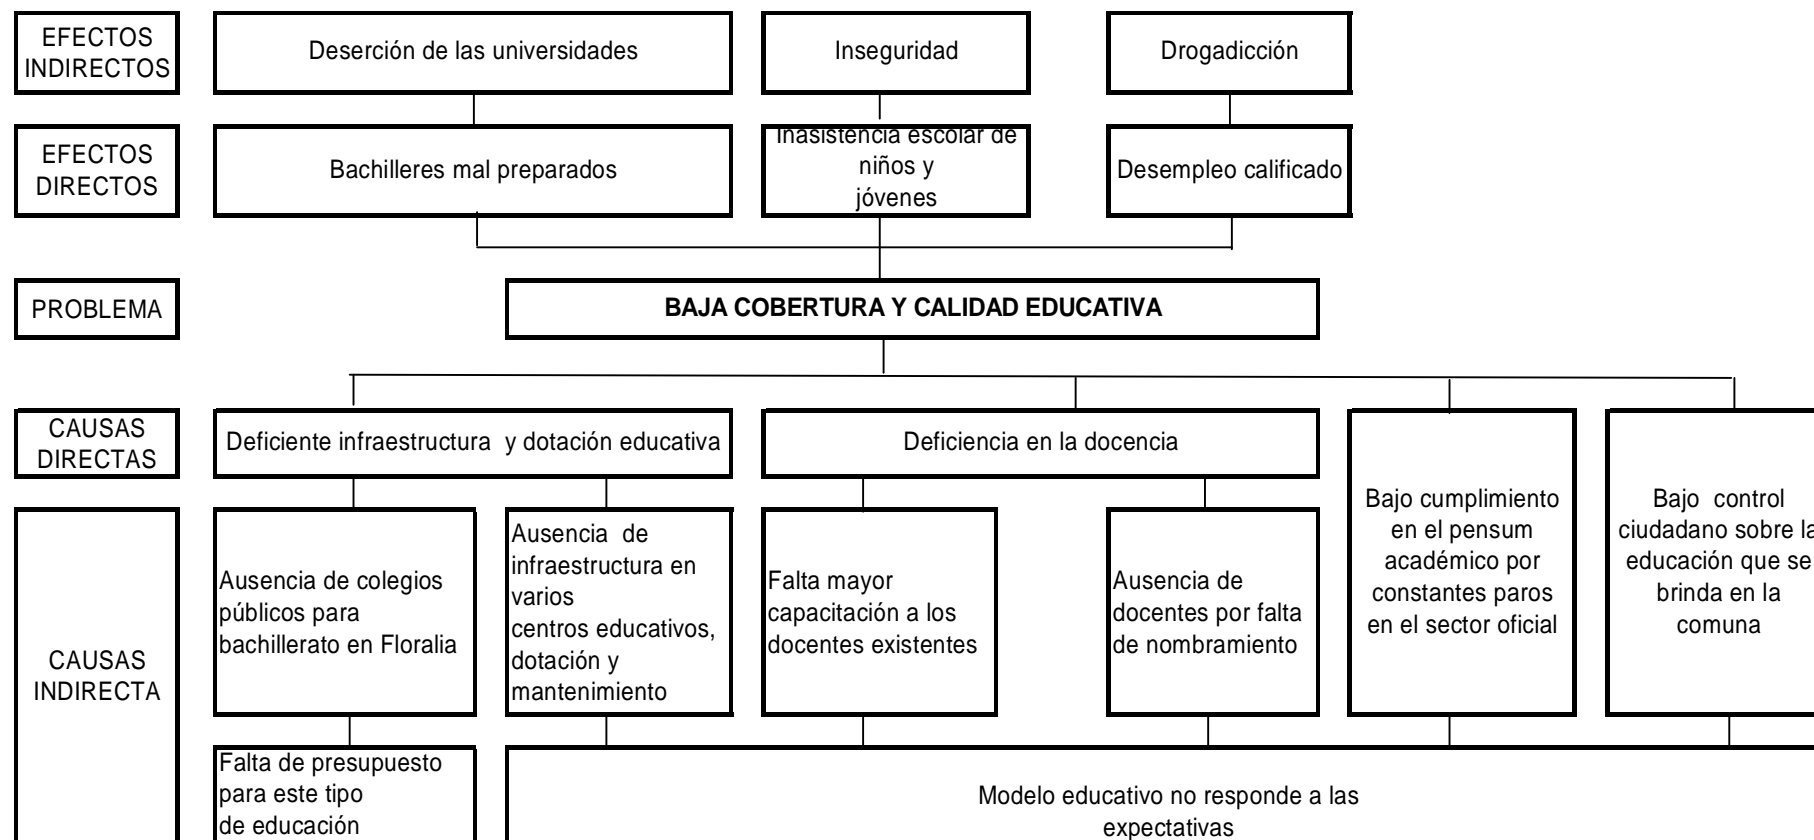 EFECTOS
INDIRECTOS
Deserción de las universidades
Inseguridad
Drogadicción
EFECTOS
DIRECTOS
Bachilleres mal preparados
Inasistencia escolar de
niños y
jóvenes
Desempleo calificado
PROBLEMA
BAJA COBERTURA Y CALIDAD EDUCATIVA
CAUSAS
DIRECTAS
Deficiente infraestructura y dotación educativa
Deficiencia en la docencia
Bajo cumplimiento
en el pensum
académico por
constantes paros
en el sector oficial
Bajo control
ciudadano sobre la
educación que se
brinda en la
comuna
CAUSAS
INDIRECTA
Ausencia de colegios
públicos para
bachillerato en Floralia
Ausencia de
infraestructura en
varios
centros educativos,
dotación y
mantenimiento
Falta mayor
capacitación a los
docentes existentes
Ausencia de
docentes por falta
de nombramiento
Falta de presupuesto
para este tipo
de educación
Modelo educativo no responde a las
expectativas